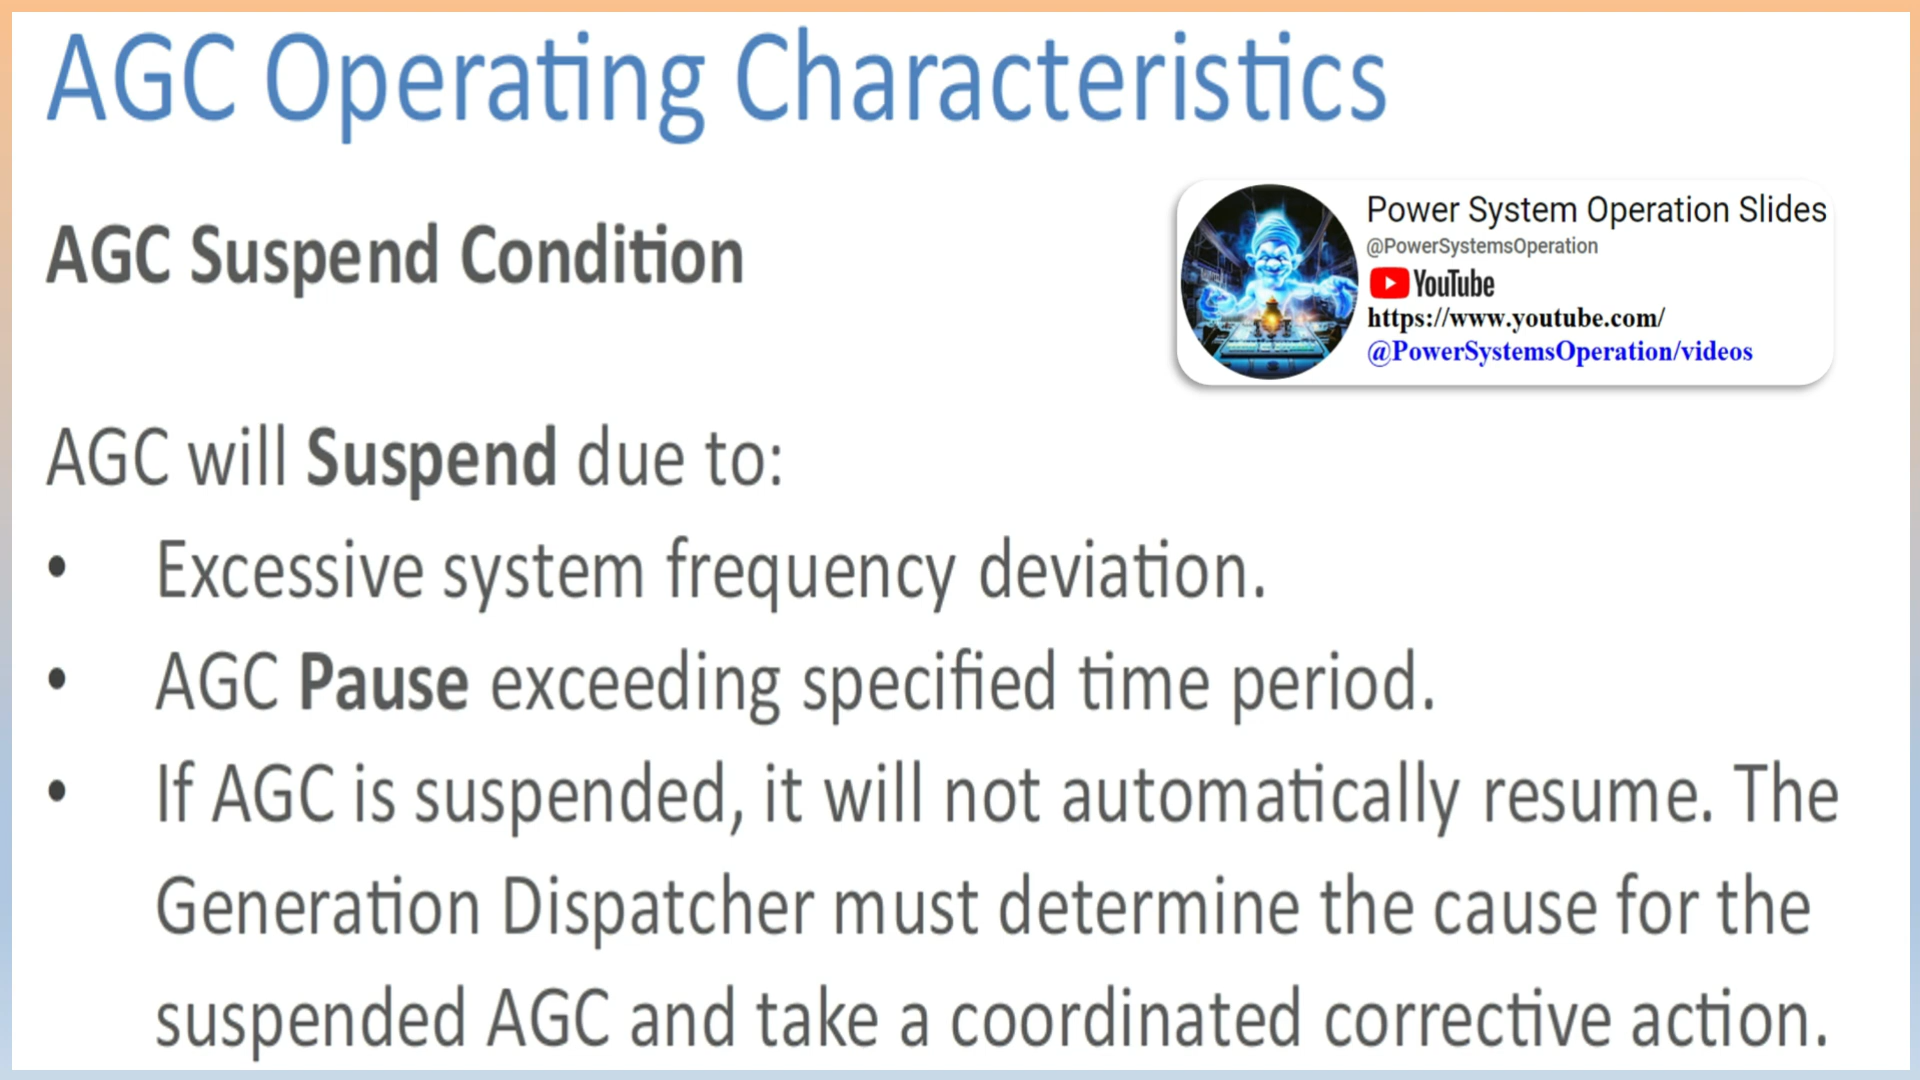 AGC Operating Characteristics
Power System Operation Slides
@PowerSystemsOperation
YouTube
https://www.youtube.com/
@PowerSystemsOperation/videos
AGC Suspend Condition
AGC will Suspend due to:
• Excessive system frequency deviation.
• AGC Pause exceeding specified time period.
• If AGC is suspended, it will not automatically resume. The
Generation Dispatcher must determine the cause for the
suspended AGC and take a coordinated corrective action.